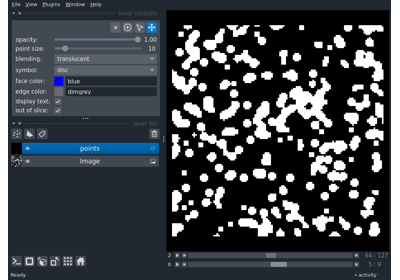 File View Plugins Window Help
layer controls
opacity: 1.00
point size: 10
blending: translucent
symbol: disc
face color: blue
edge color: dimgrey
display text:
out of slice:
layer list
points
Image
2 64 127
0 5 9
Ready activity